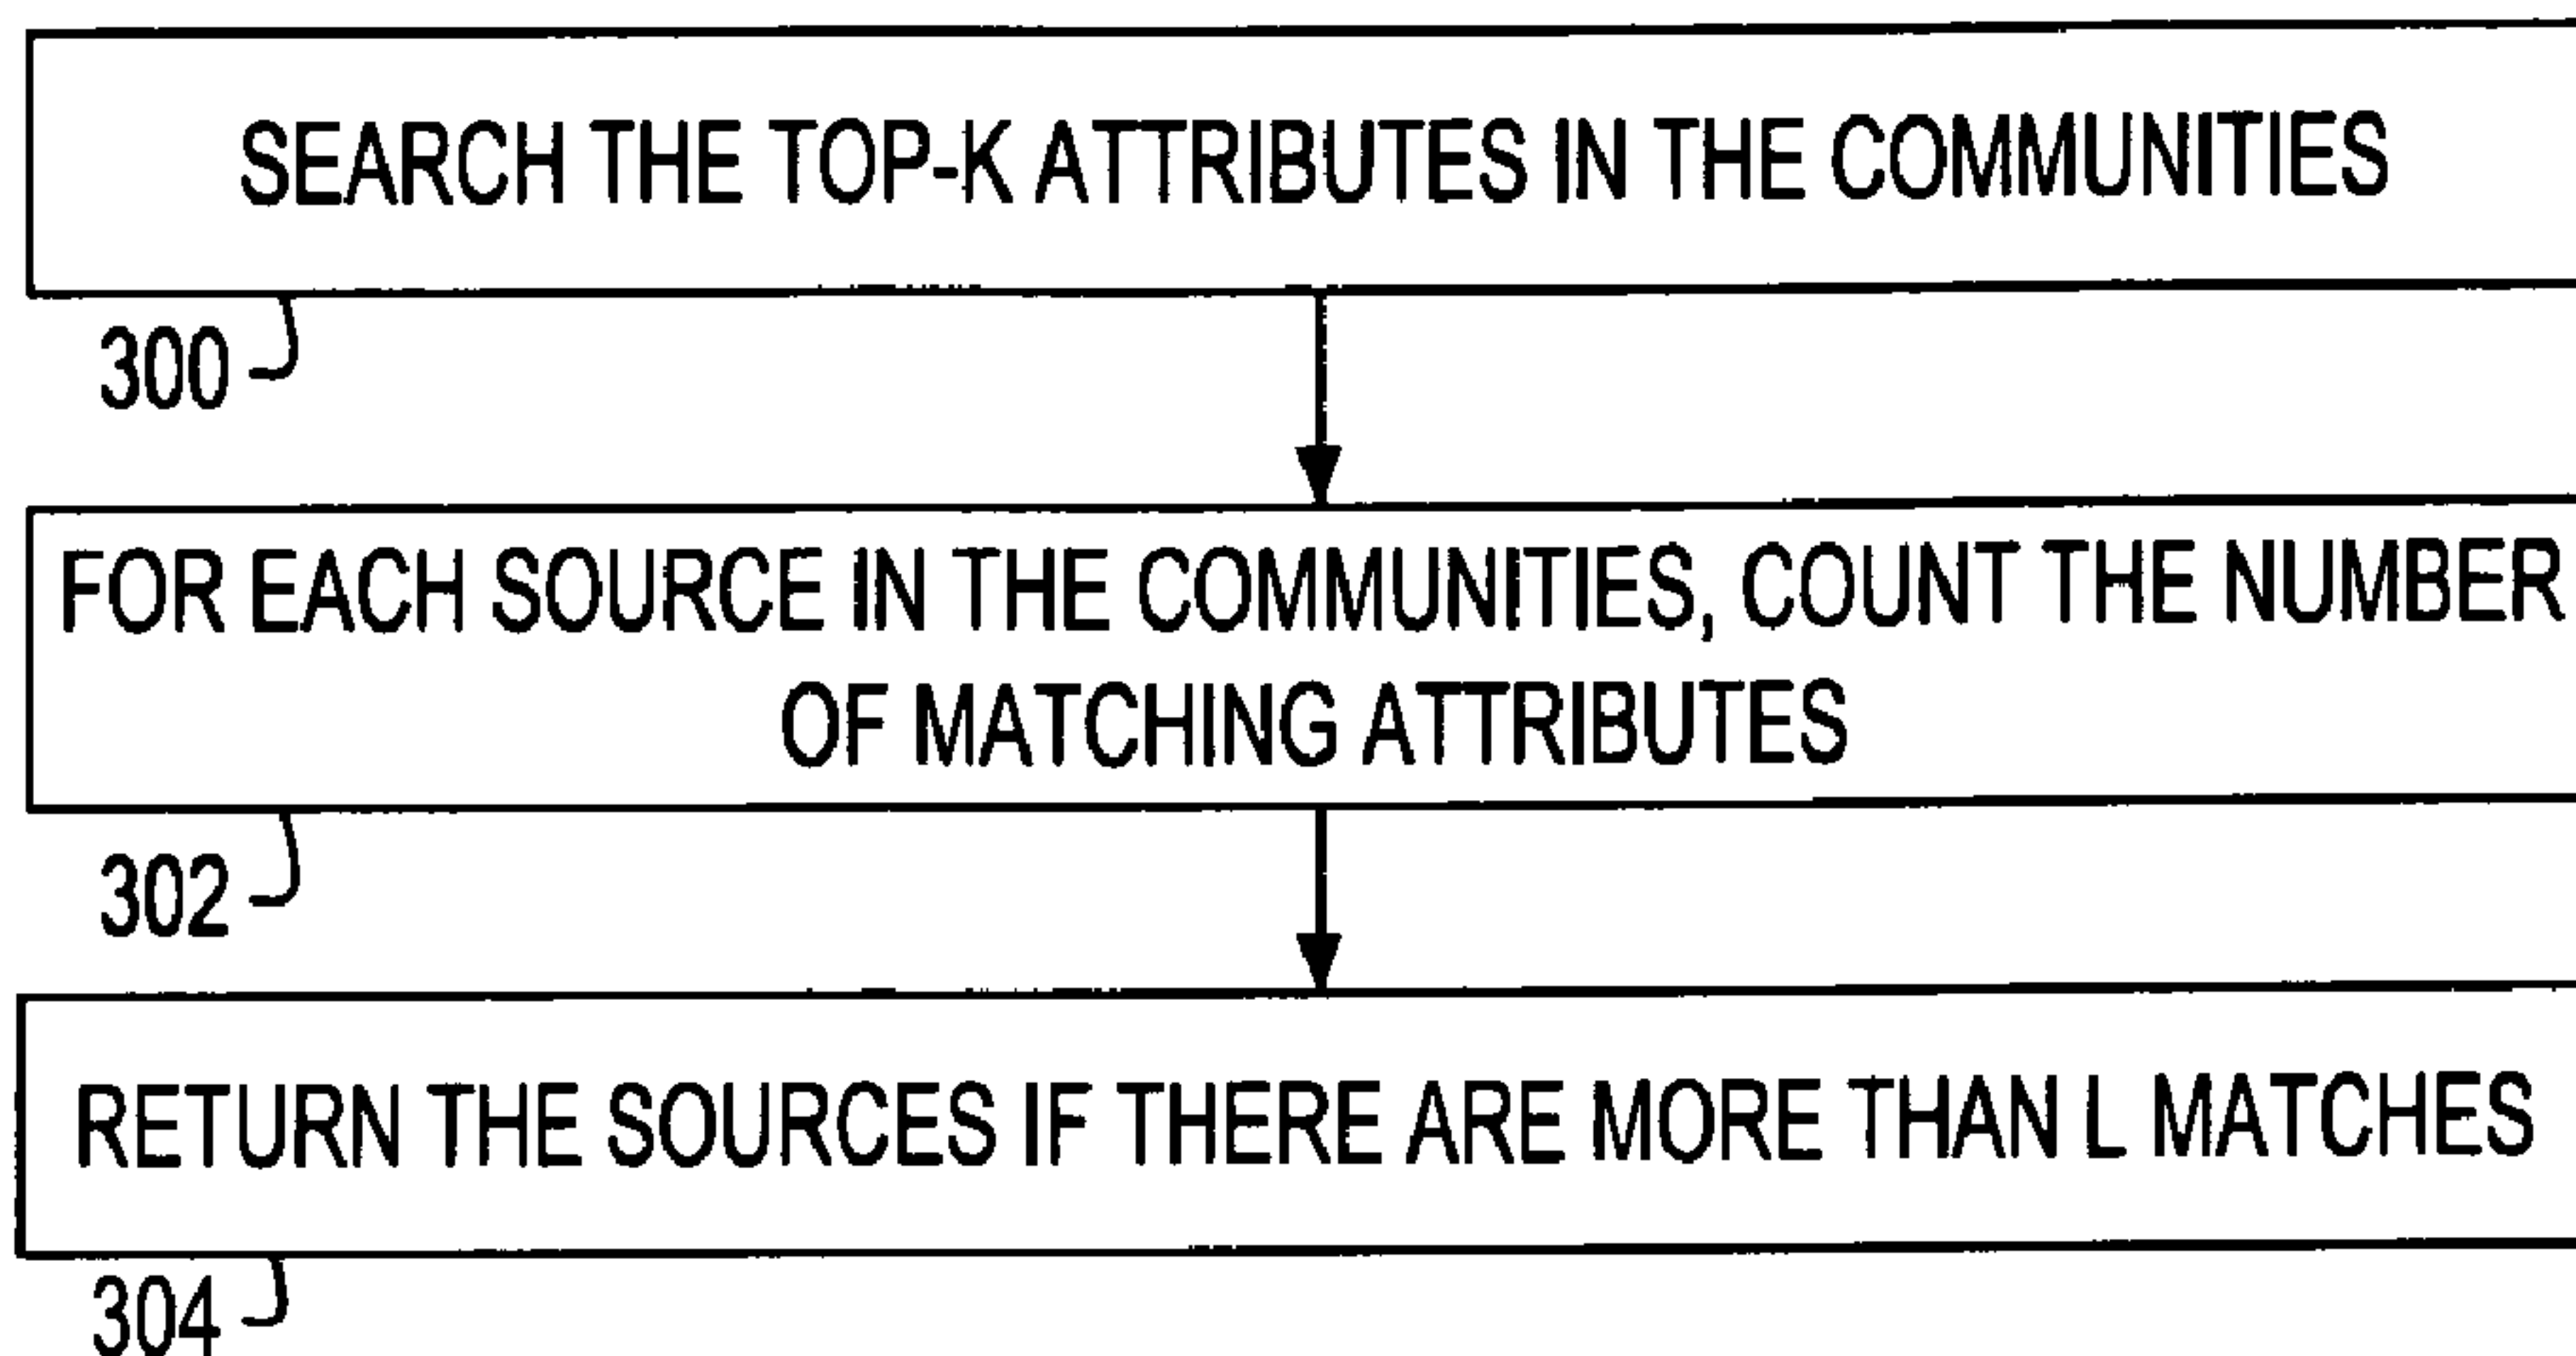 SEARCH THE TOP-K ATTRIBUTES IN THE COMMUNITIES
300
FOR EACH SOURCE IN THE COMMUNITIES, COUNT THE NUMBER
OF MATCHING ATTRIBUTES
302
RETURN THE SOURCES IF THERE ARE MORE THAN L MATCHES
304